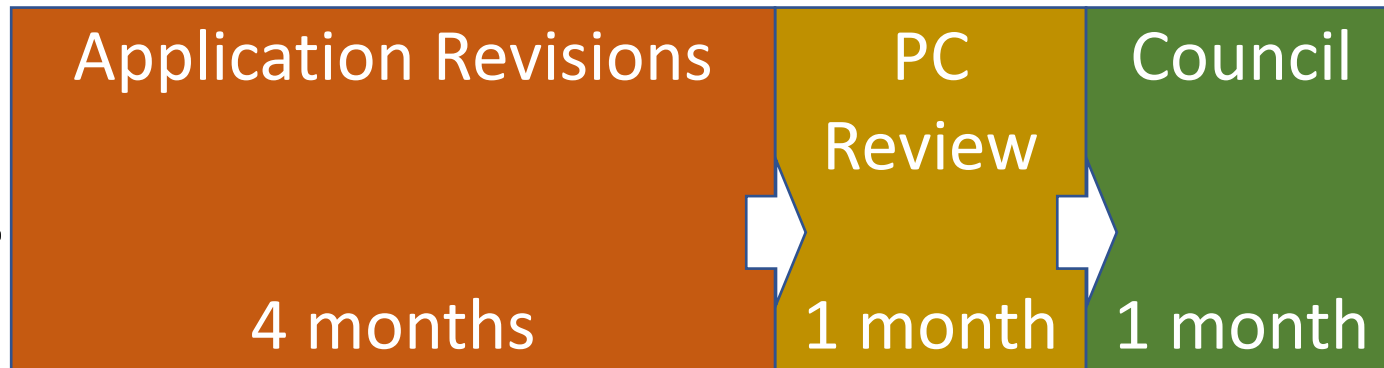 Application Revisions
4 months
PC
Review
1 month
Council
1 month